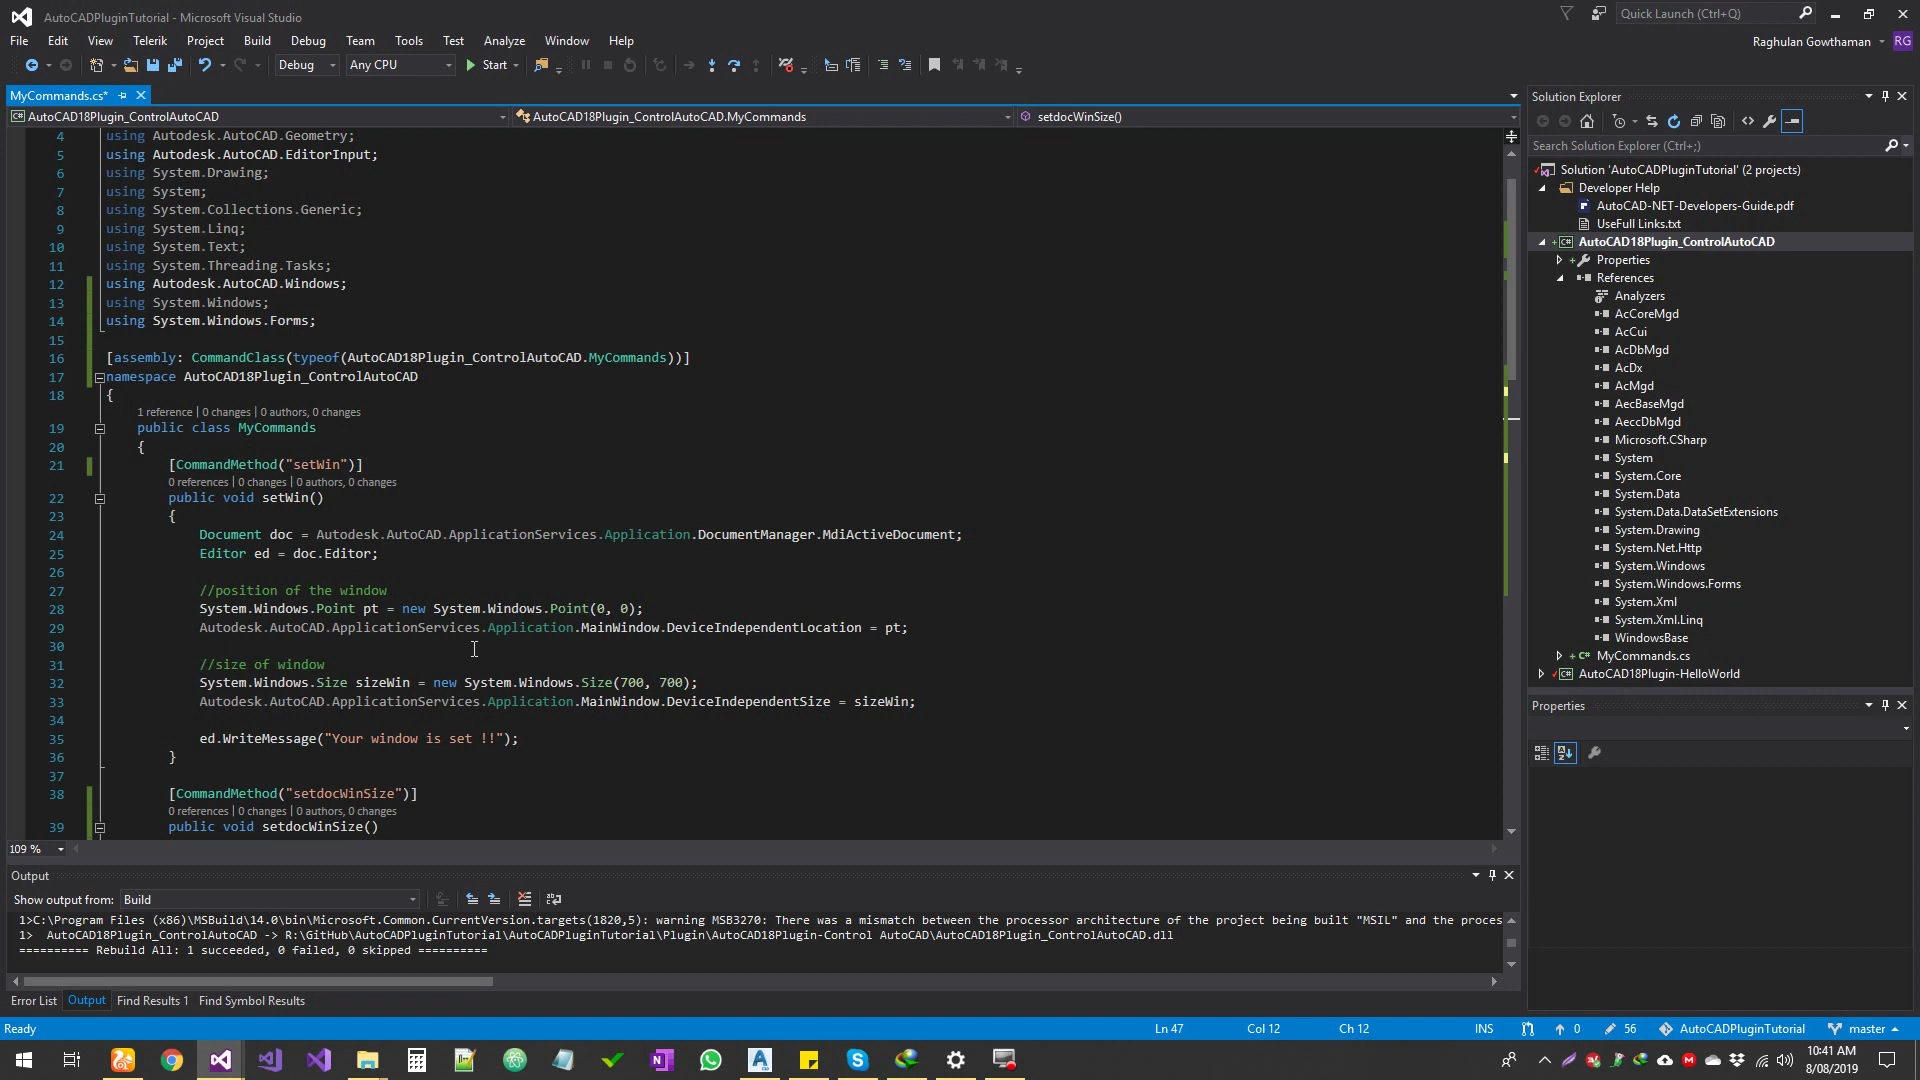 AutoCADPluginTutorial - Microsoft Visual Studio
Quick Launch (Ctrl+Q)
File Edit View Telerik Project Build Debug Team Tools Test Analyze Window Help
Raghulan Gowthaman RG
Debug Any CPU Start
MyCommands.cs*
AutoCAD18Plugin_ControlAutoCAD AutoCAD18Plugin_ControlAutoCAD.MyCommands setdocWinSize()
4 using Autodesk.AutoCAD.Geometry;
5 using Autodesk.AutoCAD.EditorInput;
6 using System.Drawing;
7 using System;
8 using System.Collections.Generic;
9 using System.Linq;
10 using System.Text;
11 using System.Threading.Tasks;
12 using Autodesk.AutoCAD.Windows;
13 using System.Windows;
14 using System.Windows.Forms;
15
16 [assembly: CommandClass(typeof(AutoCAD18Plugin_ControlAutoCAD.MyCommands))]
17 namespace AutoCAD18Plugin_ControlAutoCAD
18 {
1 reference | 0 changes | 0 authors, 0 changes
19 public class MyCommands
20 {
21 [CommandMethod("setWin")]
0 references | 0 changes | 0 authors, 0 changes
22 public void setWin()
23 {
24 Document doc = Autodesk.AutoCAD.ApplicationServices.Application.DocumentManager.MdiActiveDocument;
25 Editor ed = doc.Editor;
26
27 //position of the window
28 System.Windows.Point pt = new System.Windows.Point(0, 0);
29 Autodesk.AutoCAD.ApplicationServices.Application.MainWindow.DeviceIndependentLocation = pt;
30
31 //size of window
32 System.Windows.Size sizeWin = new System.Windows.Size(700, 700);
33 Autodesk.AutoCAD.ApplicationServices.Application.MainWindow.DeviceIndependentSize = sizeWin;
34
35 ed.WriteMessage("Your window is set !!");
36 }
37
38 [CommandMethod("setdocWinSize")]
0 references | 0 changes | 0 authors, 0 changes
39 public void setdocWinSize()
109 %
Output
Show output from: Build
1>C:\Program Files (x86)\MSBuild\14.0\bin\Microsoft.Common.CurrentVersion.targets(1820,5): warning MSB3270: There was a mismatch between the processor architecture of the project being built "MSIL" and the proces
1> AutoCAD18Plugin_ControlAutoCAD -> R:\GitHub\AutoCADPluginTutorial\AutoCADPluginTutorial\Plugin\AutoCAD18Plugin-Control AutoCAD\AutoCAD18Plugin_ControlAutoCAD.dll
========== Rebuild All: 1 succeeded, 0 failed, 0 skipped ==========
Error List Output Find Results 1 Find Symbol Results
Solution Explorer
Search Solution Explorer (Ctrl+;)
Solution 'AutoCADPluginTutorial' (2 projects)
Developer Help
AutoCAD-NET-Developers-Guide.pdf
UseFull Links.txt
AutoCAD18Plugin_ControlAutoCAD
Properties
References
Analyzers
AcCoreMgd
AcCui
AcDbMgd
AcDx
AcMgd
AecBaseMgd
AeccDbMgd
Microsoft.CSharp
System
System.Core
System.Data
System.Data.DataSetExtensions
System.Drawing
System.Net.Http
System.Windows
System.Windows.Forms
System.Xml
System.Xml.Linq
WindowsBase
MyCommands.cs
AutoCAD18Plugin-HelloWorld
Properties
Ready Ln 47 Col 12 Ch 12 INS 0 56 AutoCADPluginTutorial master
10:41 AM
8/08/2019